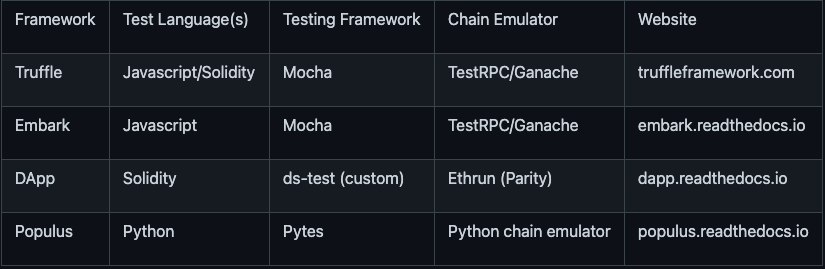 Framework Test Language(s) Testing Framework Chain Emulator Website
Truffle Javascript/Solidity Mocha TestRPC/Ganache truffleframework.com
Embark Javascript Mocha TestRPC/Ganache embark.readthedocs.io
DApp Solidity ds-test (custom) Ethrun (Parity) dapp.readthedocs.io
Populus Python Pytes Python chain emulator populus.readthedocs.io